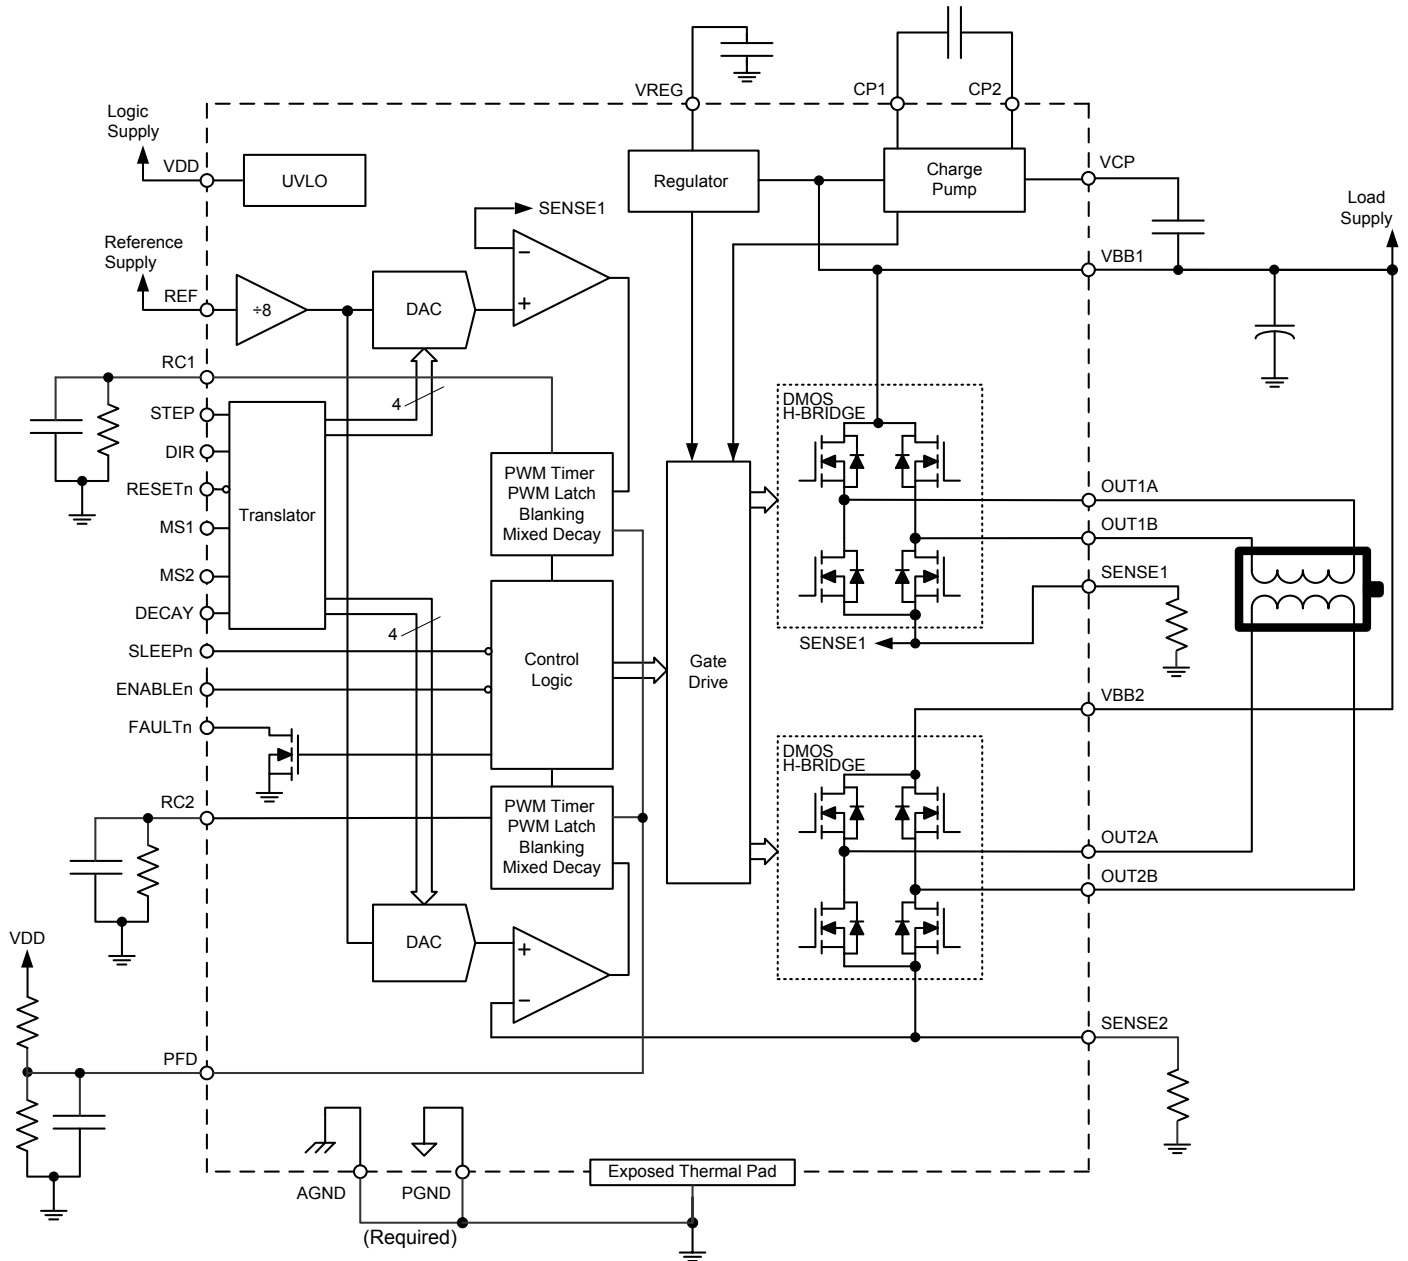 VREG
CP1
CP2
Logic
Supply
VDD
UVLO
Regulator
Charge
Pump
VCP
Load
Supply
SENSE1
Reference
Supply
REF
÷8
DAC
−
+
VBB1
RC1
4
STEP
DIR
RESETn
MS1
MS2
DECAY
Translator
PWM Timer
PWM Latch
Blanking
Mixed Decay
DMOS
H-BRIDGE
OUT1A
OUT1B
SENSE1
SENSE1
4
SLEEPn
ENABLEn
FAULTn
Control
Logic
Gate
Drive
VBB2
DMOS
H-BRIDGE
RC2
PWM Timer
PWM Latch
Blanking
Mixed Decay
OUT2A
OUT2B
VDD
DAC
+
−
SENSE2
PFD
AGND
PGND
Exposed Thermal Pad
(Required)